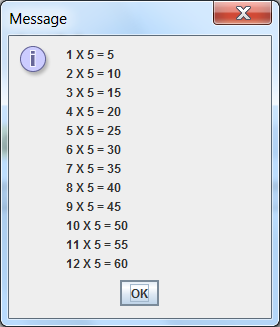 Message
1 X 5 = 5
2 X 5 = 10
3 X 5 = 15
4 X 5 = 20
5 X 5 = 25
6 X 5 = 30
7 X 5 = 35
8 X 5 = 40
9 X 5 = 45
10 X 5 = 50
11 X 5 = 55
12 X 5 = 60
OK